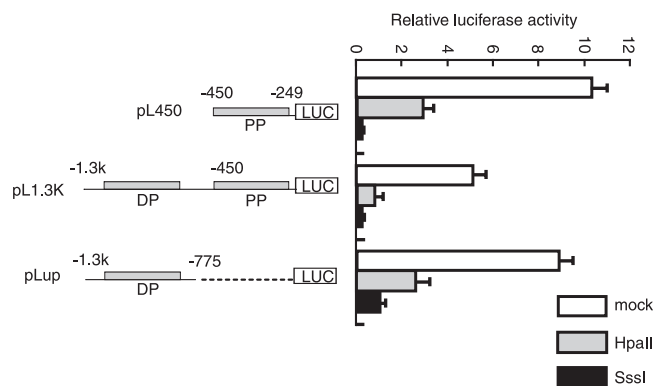 Relative luciferase activity
0 2 4 6 8 10 12
-450 -249
pL450 LUC
PP
-1.3k -450
pL1.3K LUC
DP PP
-1.3k -775
pLup LUC
DP
mock
HpaII
SssI